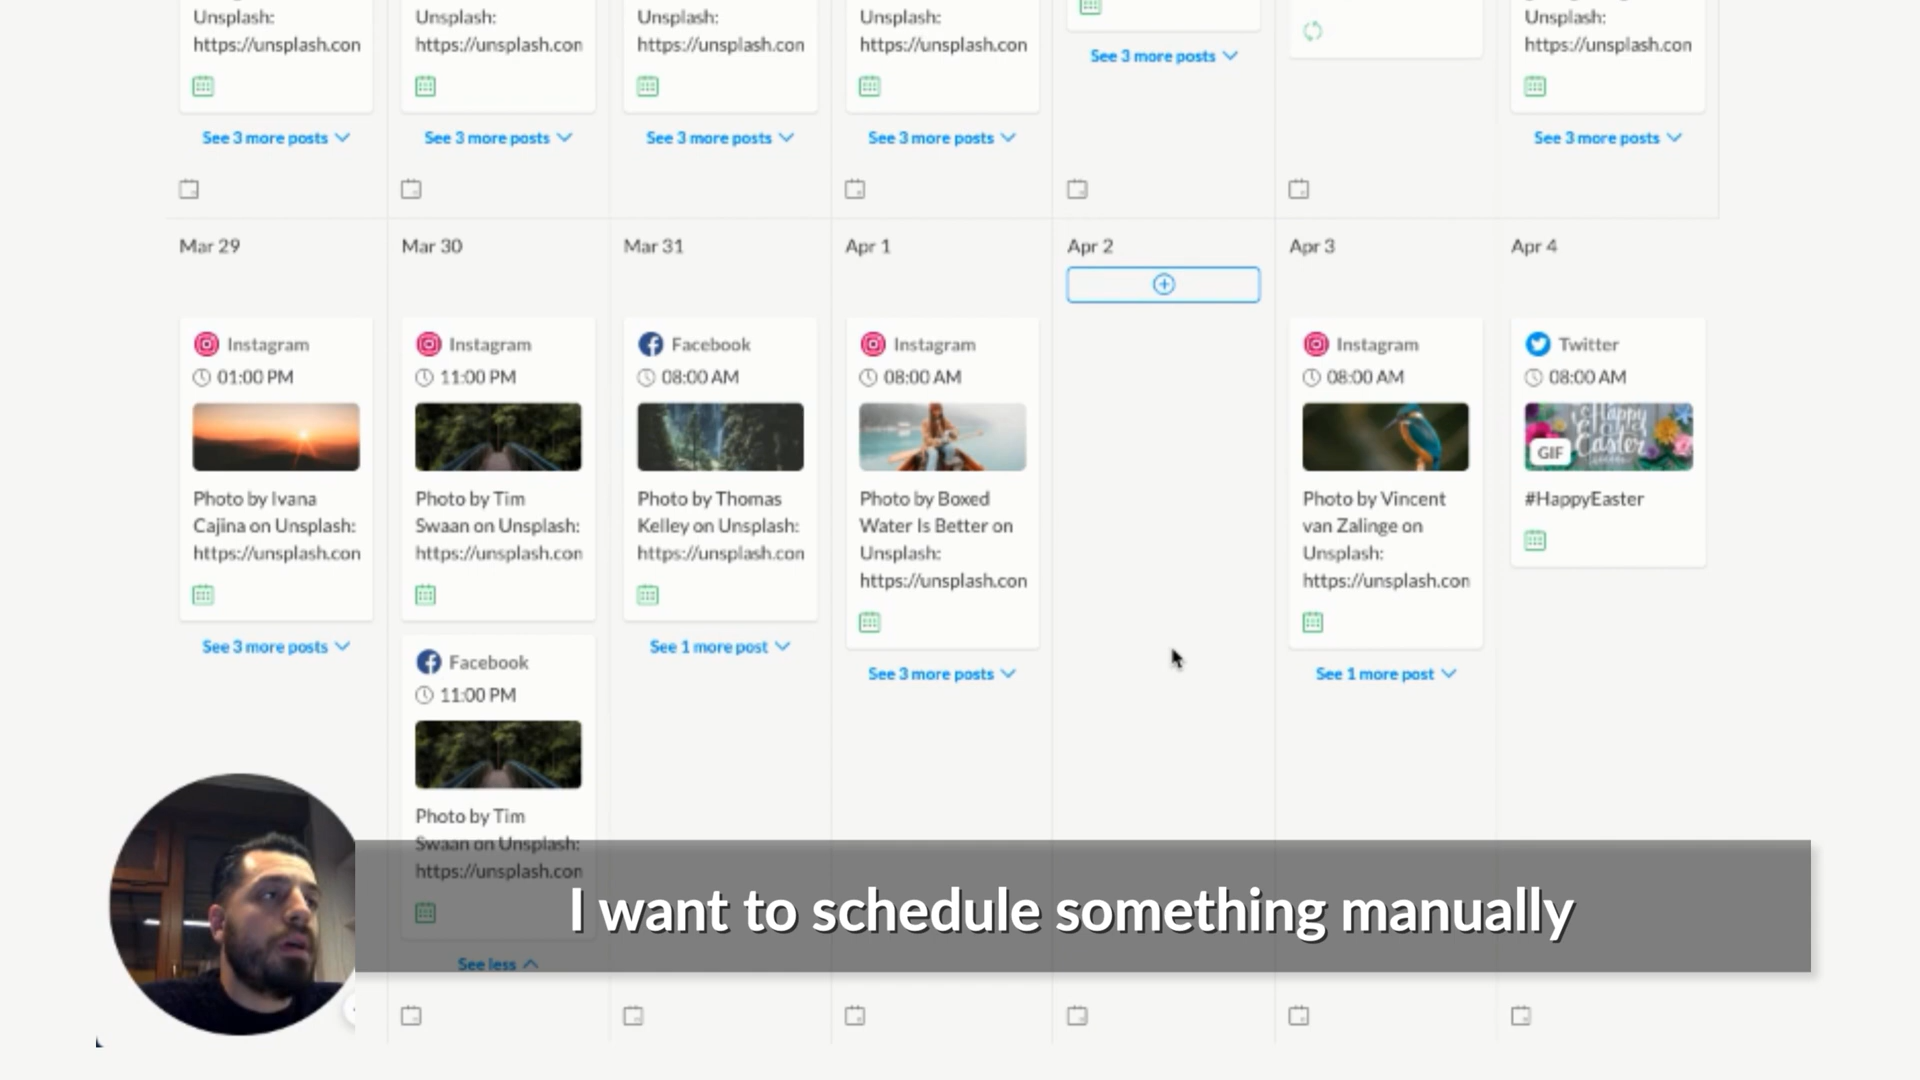 Unsplash:
https://unsplash.con
See 3 more posts
Unsplash:
https://unsplash.con
See 3 more posts
Unsplash:
https://unsplash.con
See 3 more posts
Unsplash:
https://unsplash.con
See 3 more posts
See 3 more posts
Unsplash:
https://unsplash.con
See 3 more posts
Mar 29
Instagram
01:00 PM
Photo by Ivana
Cajina on Unsplash:
https://unsplash.con
See 3 more posts
Mar 30
Instagram
11:00 PM
Photo by Tim
Swaan on Unsplash:
https://unsplash.con
Facebook
11:00 PM
Photo by Tim
Swaan on Unsplash:
https://unsplash.con
See less
Mar 31
Facebook
08:00 AM
Photo by Thomas
Kelley on Unsplash:
https://unsplash.con
See 1 more post
Apr 1
Instagram
08:00 AM
Photo by Boxed
Water Is Better on
Unsplash:
https://unsplash.con
See 3 more posts
Apr 2
Apr 3
Instagram
08:00 AM
Photo by Vincent
van Zalinge on
Unsplash:
https://unsplash.con
See 1 more post
Apr 4
Twitter
08:00 AM
Happy
Easter
GIF
#HappyEaster
I want to schedule something manually